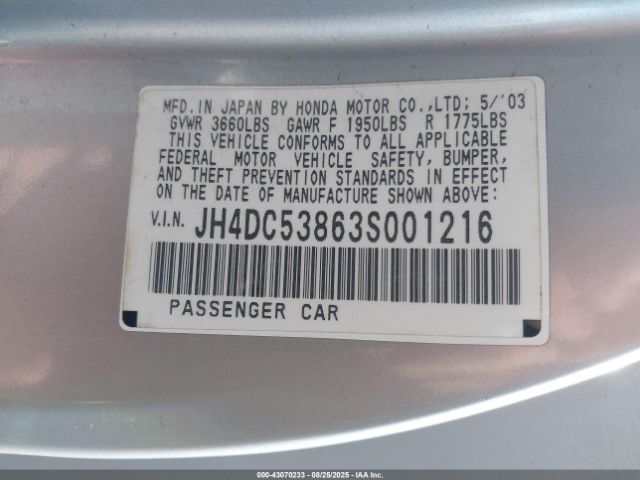 MFD. IN JAPAN BY HONDA MOTOR CO.,LTD; 5/'03
GVWR 3660LBS GAWR F 1950LBS R 1775LBS
THIS VEHICLE CONFORMS TO ALL APPLICABLE
FEDERAL MOTOR VEHICLE SAFETY, BUMPER,
AND THEFT PREVENTION STANDARDS IN EFFECT
ON THE DATE OF MANUFACTURE SHOWN ABOVE:
V.I.N. JH4DC53863S001216
PASSENGER CAR
000-43070233 - 08/25/2025 - IAA Inc.